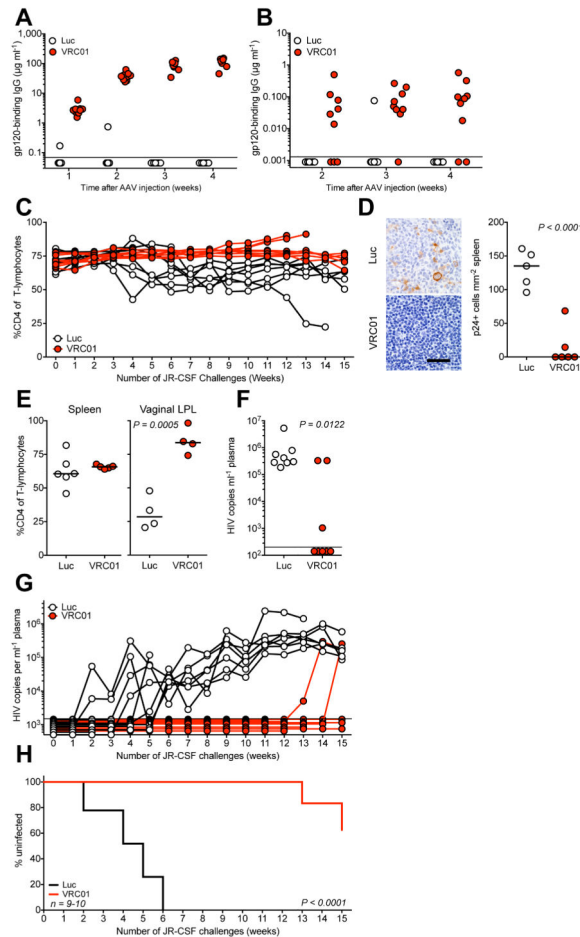 A
Luc
VRC01
gp120-binding IgG (µg ml⁻¹)
1,000
100
10
1
0.1
1 2 3 4
Time after AAV injection (weeks)
B
Luc
VRC01
gp120-binding IgG (µg ml⁻¹)
10
1
0.100
0.010
0.001
2 3 4
Time after AAV injection (weeks)
C
%CD4 of T-lymphocytes
100
75
50
25
0
Luc
VRC01
0 1 2 3 4 5 6 7 8 9 10 11 12 13 14 15
Number of JR-CSF Challenges (Weeks)
D
Luc
VRC01
P < 0.0001
p24+ cells mm⁻² spleen
200
150
100
50
0
Luc VRC01
E
Spleen Vaginal LPL
P = 0.0005
%CD4 of T-lymphocytes
100
75
50
25
0
Luc VRC01 Luc VRC01
F
P = 0.0122
HIV copies ml⁻¹ plasma
10⁷
10⁶
10⁵
10⁴
10³
10²
Luc VRC01
G
Luc
VRC01
HIV copies per ml⁻¹ plasma
10⁶
10⁵
10⁴
10³
0 1 2 3 4 5 6 7 8 9 10 11 12 13 14 15
Number of JR-CSF challenges (weeks)
H
% uninfected
100
80
60
40
20
0
Luc
VRC01
n = 9-10
P < 0.0001
0 1 2 3 4 5 6 7 8 9 10 11 12 13 14 15
Number of JR-CSF challenges (weeks)